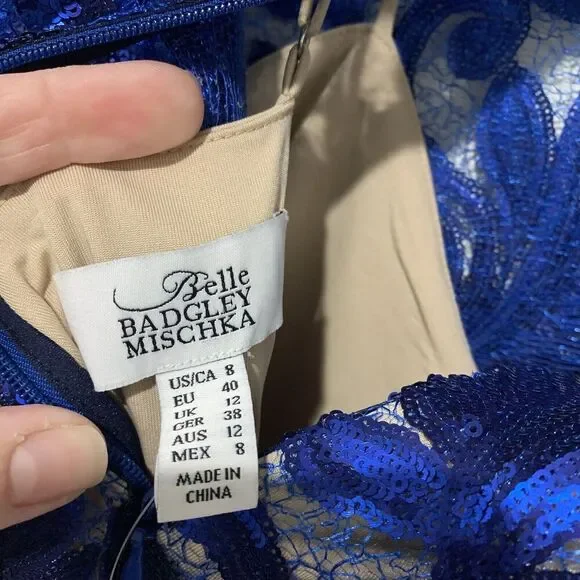 Belle
BADGLEY
MISCHKA
US/CA 8
EU 40
UK 12
GER 38
AUS 12
MEX 8
MADE IN
CHINA